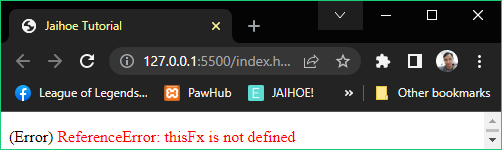 Jaihoe Tutorial
127.0.0.1:5500/index.h...
League of Legends... PawHub JAIHOE! » Other bookmarks
(Error) ReferenceError: thisFx is not defined